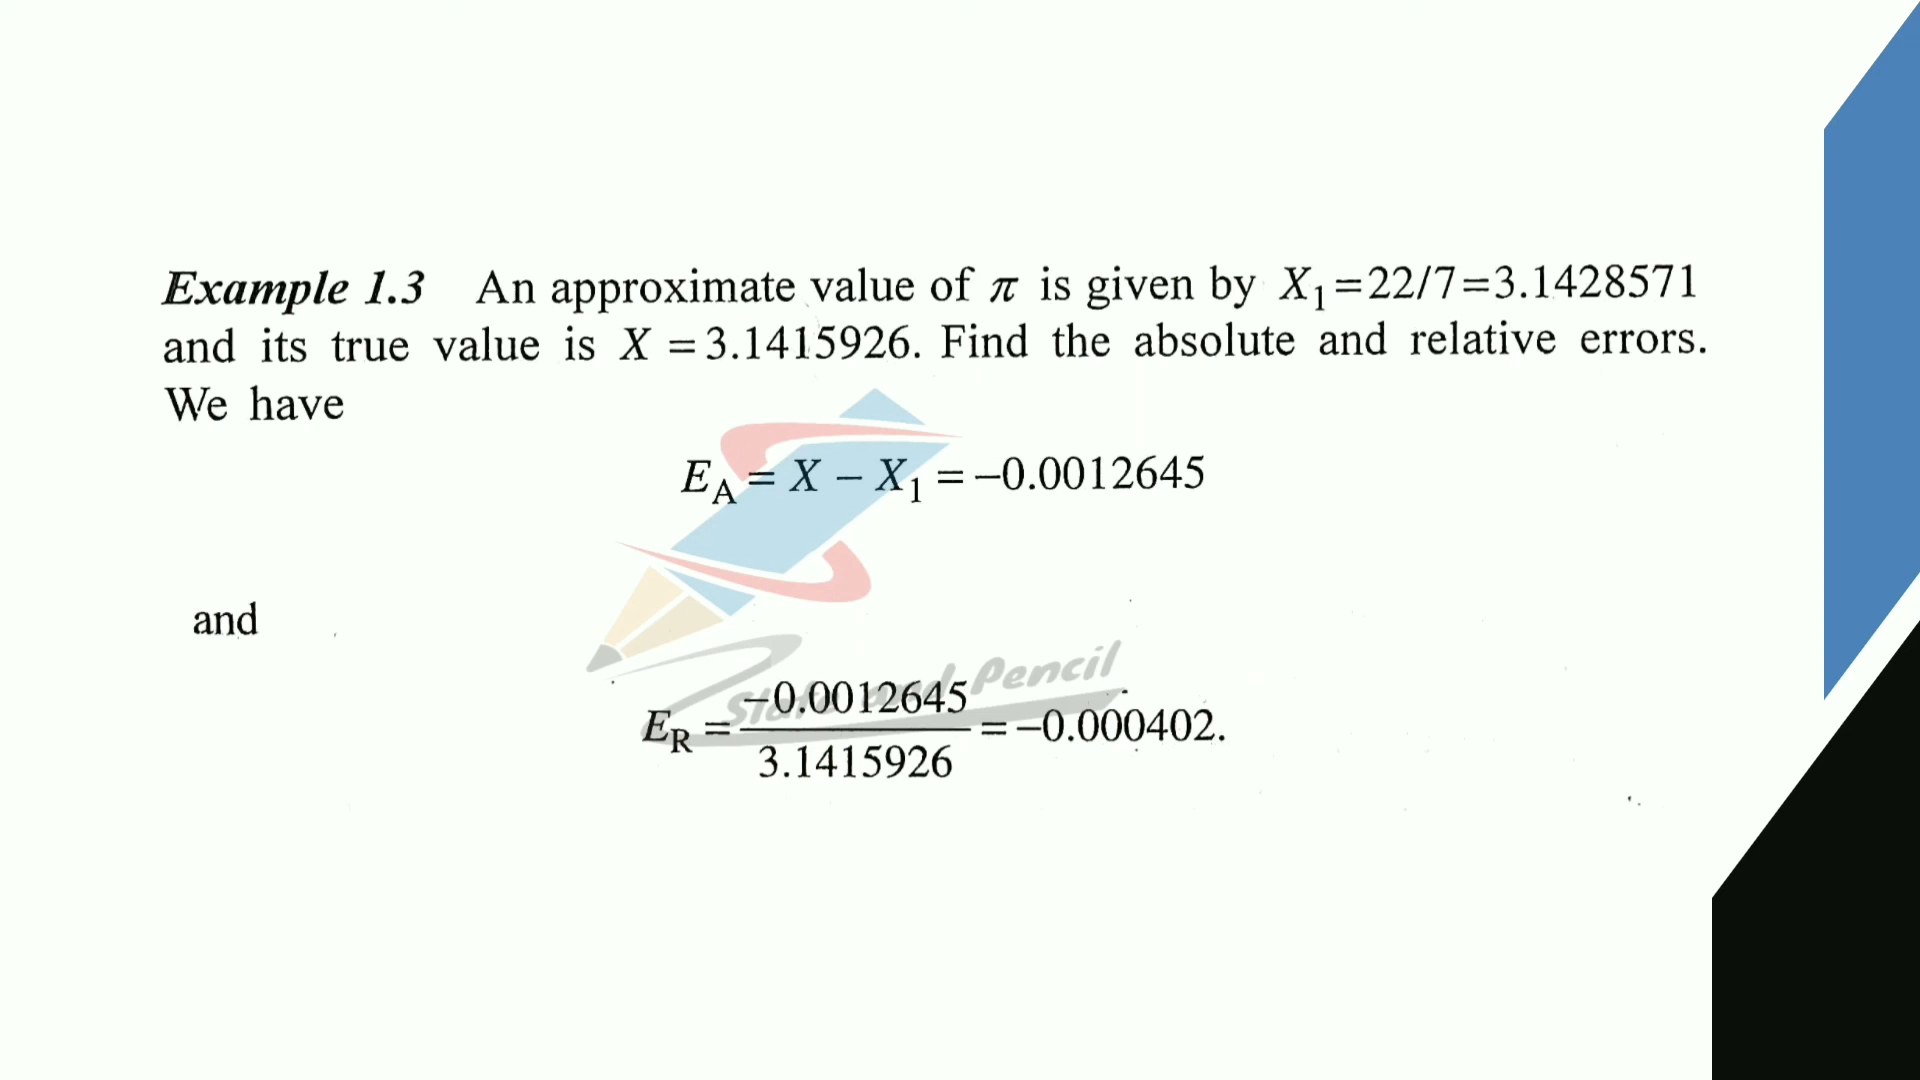 Example 1.3 An approximate value of π is given by X₁=22/7=3.1428571
and its true value is X = 3.1415926. Find the absolute and relative errors.
We have
E_A = X – X₁ = –0.0012645
and
Slate and Pencil
E_R = –0.0012645/3.1415926 = –0.000402.